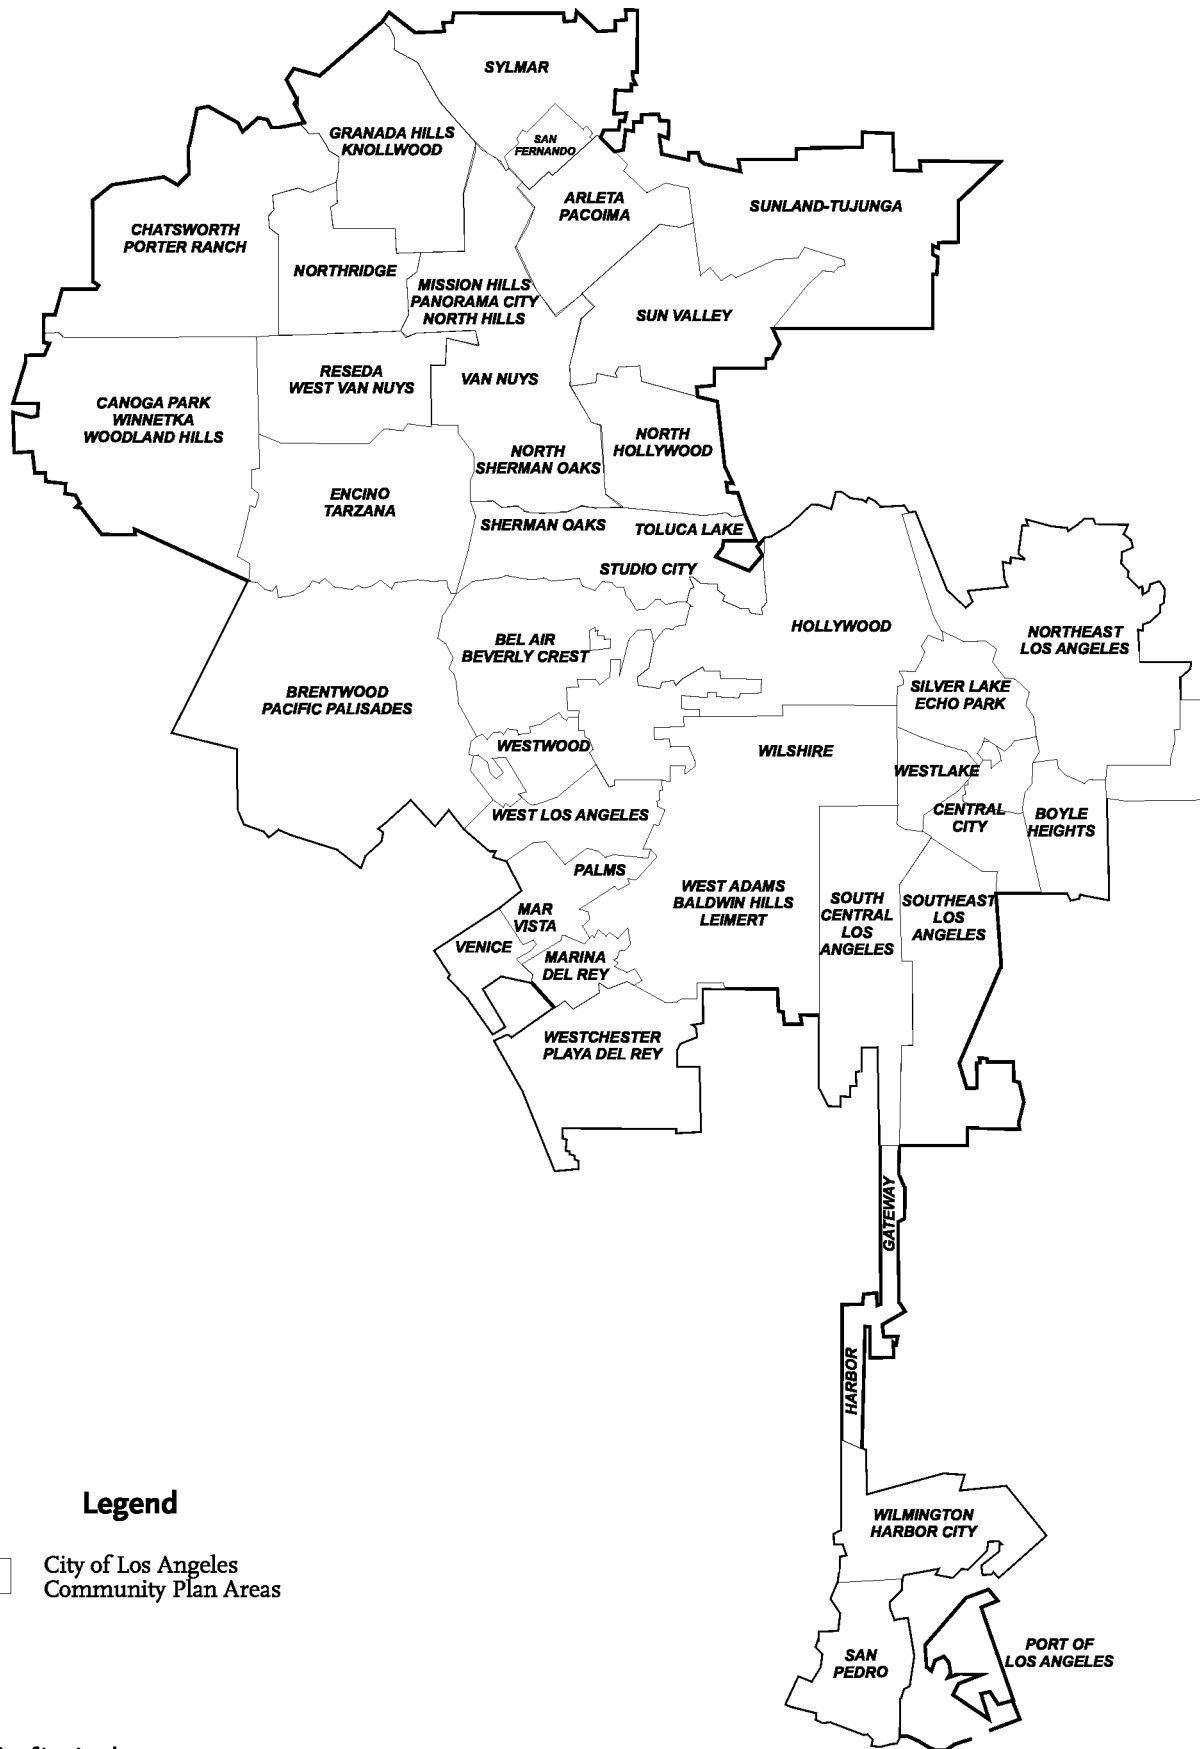 SYLMAR
GRANADA HILLS
KNOLLWOOD
SAN
FERNANDO
ARLETA
PACOIMA
SUNLAND-TUJUNGA
CHATSWORTH
PORTER RANCH
NORTHRIDGE
MISSION HILLS
PANORAMA CITY
NORTH HILLS
SUN VALLEY
RESEDA
WEST VAN NUYS
VAN NUYS
CANOGA PARK
WINNETKA
WOODLAND HILLS
NORTH
HOLLYWOOD
NORTH
SHERMAN OAKS
ENCINO
TARZANA
SHERMAN OAKS
TOLUCA LAKE
STUDIO CITY
HOLLYWOOD
NORTHEAST
LOS ANGELES
BEL AIR
BEVERLY CREST
BRENTWOOD
PACIFIC PALISADES
SILVER LAKE
ECHO PARK
WESTWOOD
WILSHIRE
WESTLAKE
WEST LOS ANGELES
CENTRAL
CITY
BOYLE
HEIGHTS
PALMS
WEST ADAMS
BALDWIN HILLS
LEIMERT
SOUTH
CENTRAL
LOS
ANGELES
SOUTHEAST
LOS
ANGELES
MAR
VISTA
VENICE
MARINA
DEL REY
WESTCHESTER
PLAYA DEL REY
GATEWAY
HARBOR
Legend
City of Los Angeles
Community Plan Areas
WILMINGTON
HARBOR CITY
SAN
PEDRO
PORT OF
LOS ANGELES